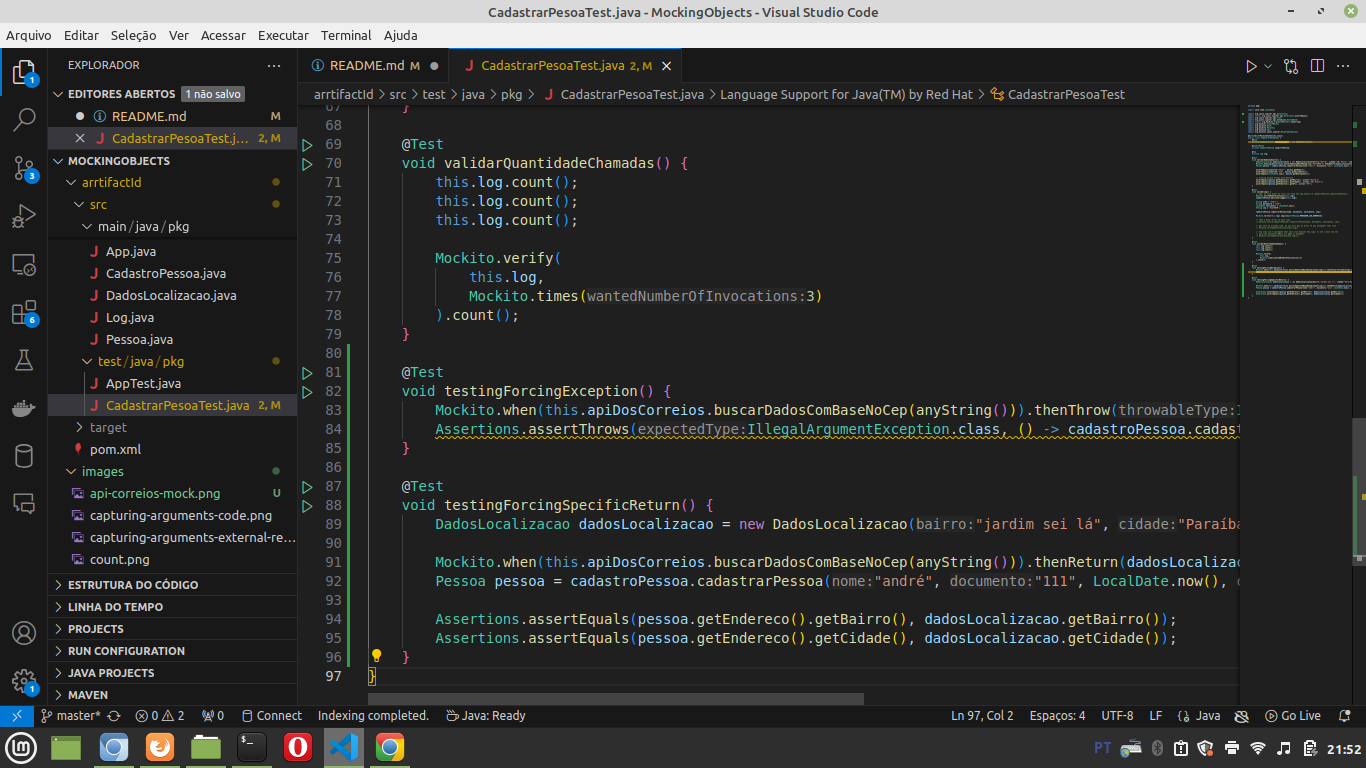 CadastrarPesoaTest.java - MockingObjects - Visual Studio Code
Arquivo Editar Seleção Ver Acessar Executar Terminal Ajuda
EXPLORADOR
EDITORES ABERTOS 1 não salvo
README.md M
CadastrarPesoaTest.j... 2, M
MOCKINGOBJECTS
arrtifactId
src
main/java/pkg
App.java
CadastroPessoa.java
DadosLocalizacao.java
Log.java
Pessoa.java
test/java/pkg
AppTest.java
CadastrarPesoaTest.java 2, M
target
pom.xml
images
api-correios-mock.png U
capturing-arguments-code.png
capturing-arguments-external-re...
count.png
ESTRUTURA DO CÓDIGO
LINHA DO TEMPO
PROJECTS
RUN CONFIGURATION
JAVA PROJECTS
MAVEN
1
3
6
1
README.md M
CadastrarPesoaTest.java 2, M
arrtifactId > src > test > java > pkg > CadastrarPesoaTest.java > Language Support for Java(TM) by Red Hat > CadastrarPesoaTest
67 }
68
69 @Test
70 void validarQuantidadeChamadas() {
71 this.log.count();
72 this.log.count();
73 this.log.count();
74
75 Mockito.verify(
76 this.log,
77 Mockito.times(wantedNumberOfInvocations:3)
78 ).count();
79 }
80
81 @Test
82 void testingForcingException() {
83 Mockito.when(this.apiDosCorreios.buscarDadosComBaseNoCep(anyString())).thenThrow(throwableType:I
84 Assertions.assertThrows(expectedType:IllegalArgumentException.class, () -> cadastroPessoa.cadast
85 }
86
87 @Test
88 void testingForcingSpecificReturn() {
89 DadosLocalizacao dadosLocalizacao = new DadosLocalizacao(bairro:"jardim sei lá", cidade:"Paraíba
90
91 Mockito.when(this.apiDosCorreios.buscarDadosComBaseNoCep(anyString())).thenReturn(dadosLocalizac
92 Pessoa pessoa = cadastroPessoa.cadastrarPessoa(nome:"andré", documento:"111", LocalDate.now(),
93
94 Assertions.assertEquals(pessoa.getEndereco().getBairro(), dadosLocalizacao.getBairro());
95 Assertions.assertEquals(pessoa.getEndereco().getCidade(), dadosLocalizacao.getCidade());
96 }
97 }
master* 0 2 0 Connect Indexing completed. Java: Ready Ln 97, Col 2 Espaços: 4 UTF-8 LF {} Java Go Live
PT 21:52